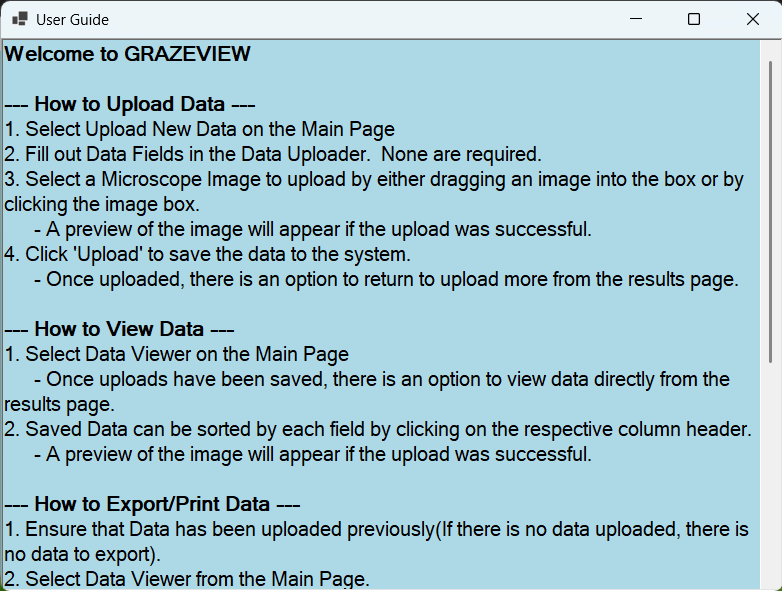 User Guide
Welcome to GRAZEVIEW
--- How to Upload Data ---
1. Select Upload New Data on the Main Page
2. Fill out Data Fields in the Data Uploader.  None are required.
3. Select a Microscope Image to upload by either dragging an image into the box or by
clicking the image box.
- A preview of the image will appear if the upload was successful.
4. Click 'Upload' to save the data to the system.
- Once uploaded, there is an option to return to upload more from the results page.
--- How to View Data ---
1. Select Data Viewer on the Main Page
- Once uploads have been saved, there is an option to view data directly from the
results page.
2. Saved Data can be sorted by each field by clicking on the respective column header.
- A preview of the image will appear if the upload was successful.
--- How to Export/Print Data ---
1. Ensure that Data has been uploaded previously(If there is no data uploaded, there is
no data to export).
2. Select Data Viewer from the Main Page.